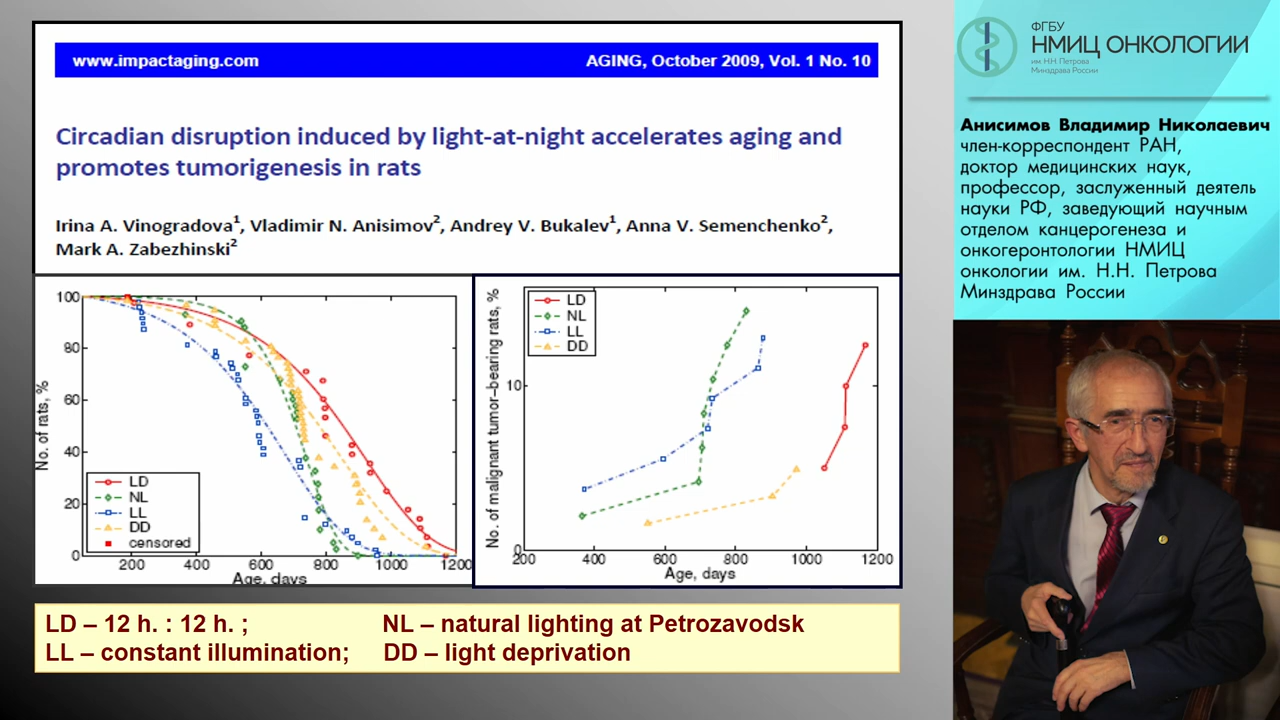 www.impactaging.com AGING, October 2009, Vol. 1 No. 10
Circadian disruption induced by light-at-night accelerates aging and
promotes tumorigenesis in rats
Irina A. Vinogradova1, Vladimir N. Anisimov2, Andrey V. Bukalev1, Anna V. Semenchenko2,
Mark A. Zabezhinski2
No. of rats, %
100
80
60
40
20
0
LD
NL
LL
DD
censored
200 400 600 800 1000 1200
Age, days
No. of malignant tumor–bearing rats, %
LD
NL
LL
DD
10
0
200 400 600 800 1000 1200
Age, days
LD – 12 h. : 12 h. ; NL – natural lighting at Petrozavodsk
LL – constant illumination; DD – light deprivation
ФГБУ
НМИЦ ОНКОЛОГИИ
им. Н.Н. Петрова
Минздрава России
Анисимов Владимир Николаевич
член-корреспондент РАН,
доктор медицинских наук,
профессор, заслуженный деятель
науки РФ, заведующий научным
отделом канцерогенеза и
онкогеронтологии НМИЦ
онкологии им. Н.Н. Петрова
Минздрава России